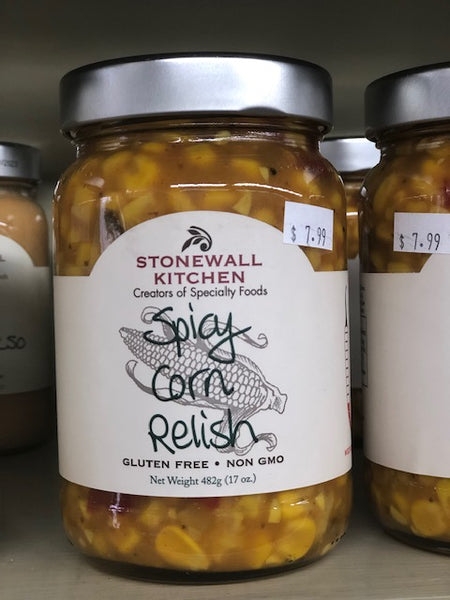 STONEWALL
KITCHEN
Creators of Specialty Foods
Spicy
Corn
Relish
GLUTEN FREE • NON GMO
Net Weight 482g (17 oz.)
$ 7.99
$ 7.99